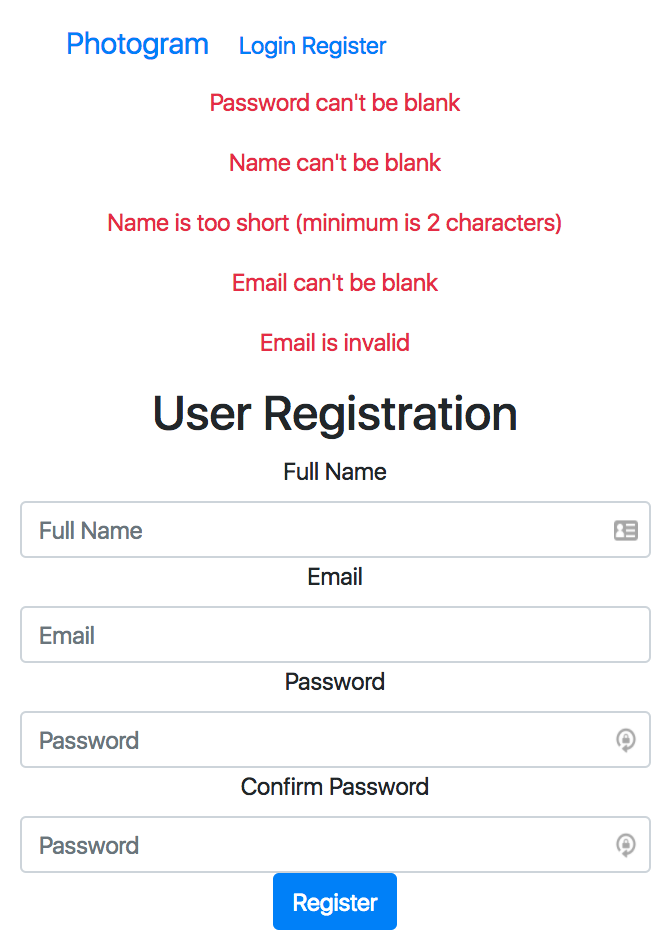 Photogram Login Register
Password can't be blank
Name can't be blank
Name is too short (minimum is 2 characters)
Email can't be blank
Email is invalid
User Registration
Full Name
Full Name
Email
Email
Password
Password
Confirm Password
Password
Register